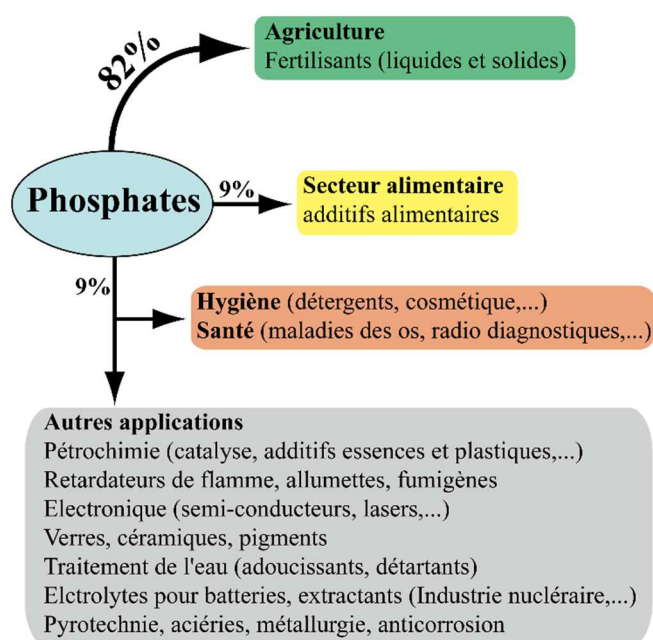 82%
Agriculture
Fertilisants (liquides et solides)
Phosphates
9%
Secteur alimentaire
additifs alimentaires
9%
Hygiène (détergents, cosmétique,...)
Santé (maladies des os, radio diagnostiques,...)
Autres applications
Pétrochimie (catalyse, additifs essences et plastiques,...)
Retardateurs de flamme, allumettes, fumigènes
Electronique (semi-conducteurs, lasers,...)
Verres, céramiques, pigments
Traitement de l'eau (adoucissants, détartants)
Elctrolytes pour batteries, extractants (Industrie nucléraire,...)
Pyrotechnie, aciéries, métallurgie, anticorrosion